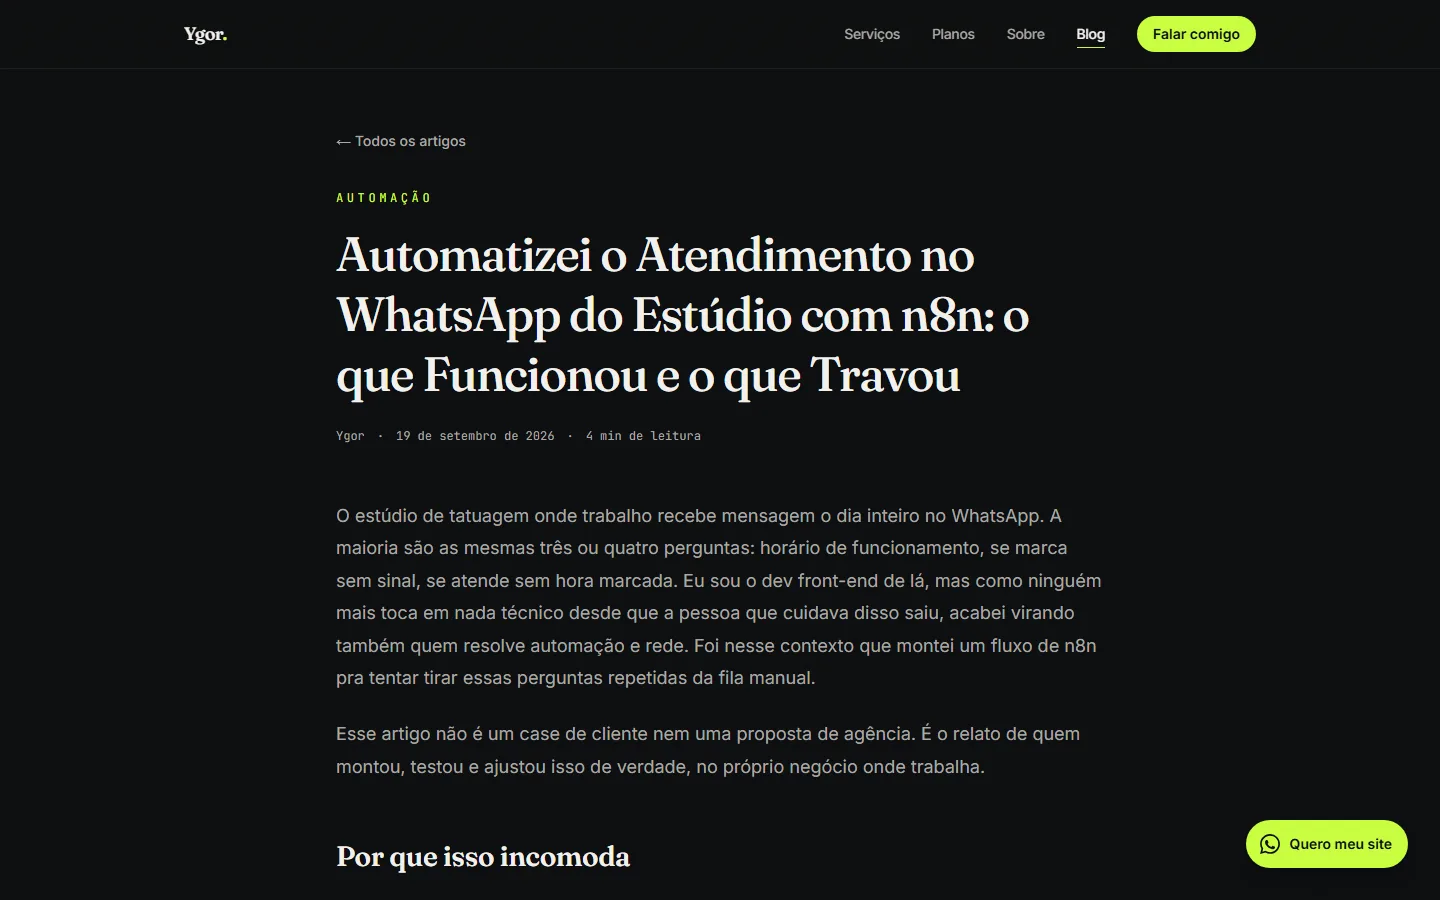 Ygor.
Serviços
Planos
Sobre
Blog
Falar comigo
← Todos os artigos
AUTOMAÇÃO
Automatizei o Atendimento no
WhatsApp do Estúdio com n8n: o
que Funcionou e o que Travou
Ygor · 19 de setembro de 2026 · 4 min de leitura
O estúdio de tatuagem onde trabalho recebe mensagem o dia inteiro no WhatsApp. A
maioria são as mesmas três ou quatro perguntas: horário de funcionamento, se marca
sem sinal, se atende sem hora marcada. Eu sou o dev front-end de lá, mas como ninguém
mais toca em nada técnico desde que a pessoa que cuidava disso saiu, acabei virando
também quem resolve automação e rede. Foi nesse contexto que montei um fluxo de n8n
pra tentar tirar essas perguntas repetidas da fila manual.
Esse artigo não é um case de cliente nem uma proposta de agência. É o relato de quem
montou, testou e ajustou isso de verdade, no próprio negócio onde trabalha.
Por que isso incomoda
Quero meu site